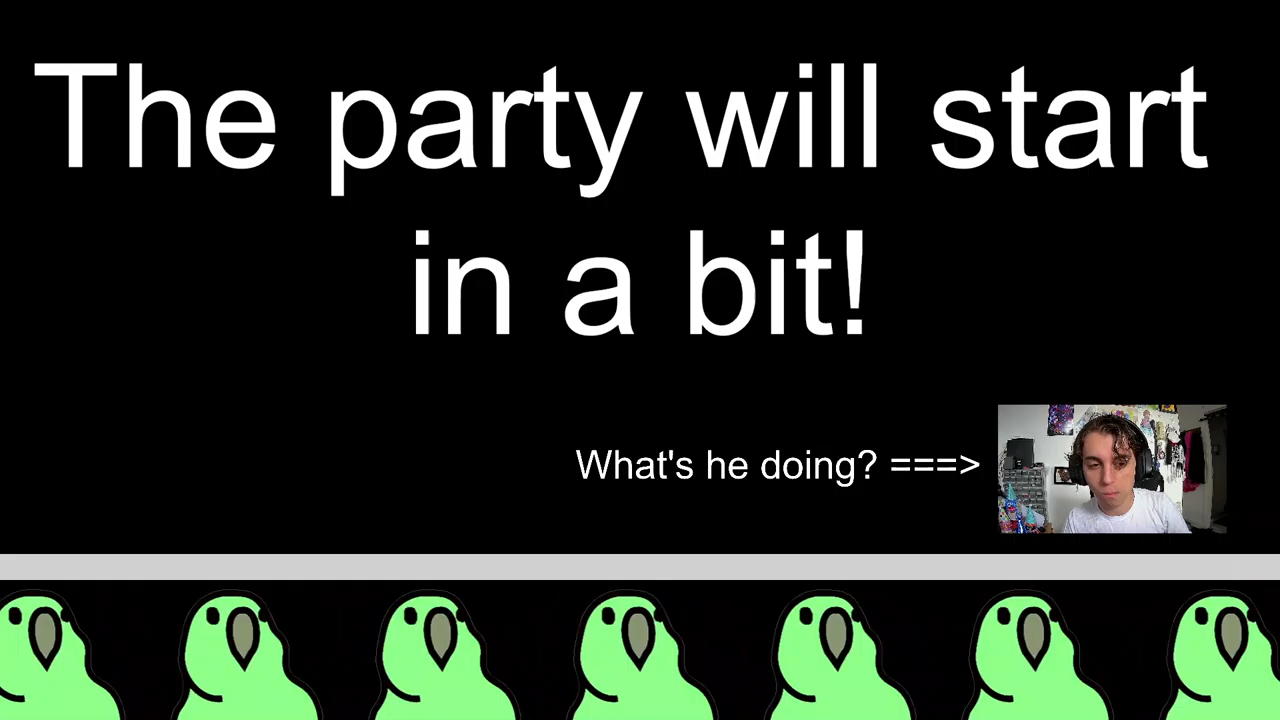 The party will start
in a bit!
What's he doing? ===>